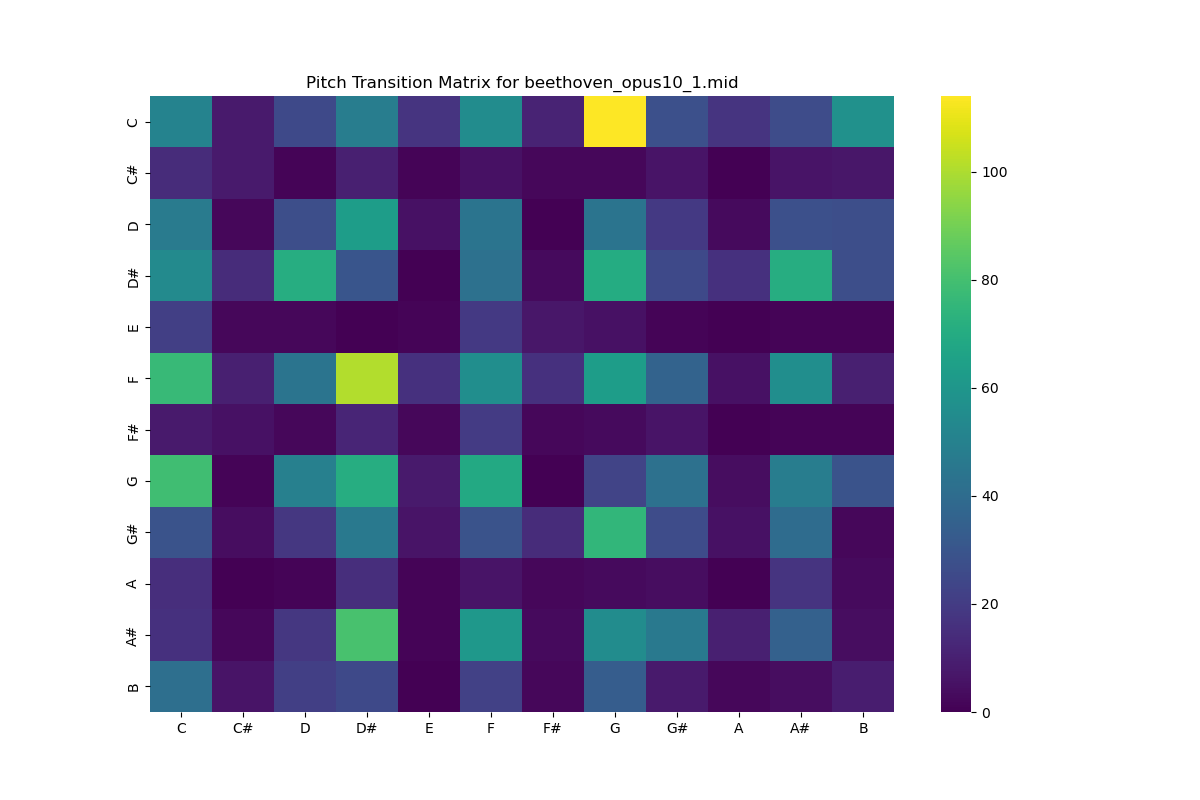 Pitch Transition Matrix for beethoven_opus10_1.mid
C
C#
D
D#
E
F
F#
G
G#
A
A#
B
C C# D D# E F F# G G# A A# B
100
80
60
40
20
0